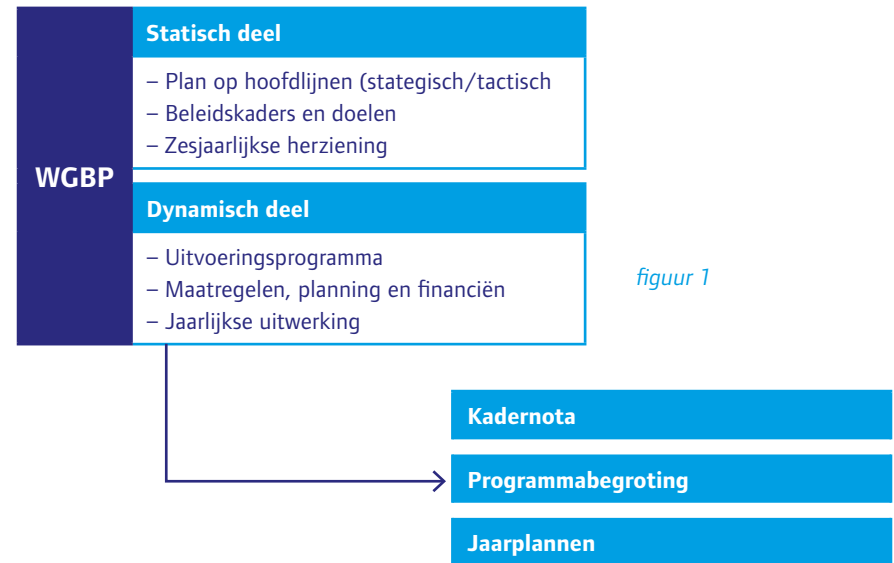 WGBP
Statisch deel
– Plan op hoofdlijnen (stategisch/tactisch
– Beleidskaders en doelen
– Zesjaarlijkse herziening
Dynamisch deel
– Uitvoeringsprogramma
– Maatregelen, planning en financiën
– Jaarlijkse uitwerking
figuur 1
Kadernota
Programmabegroting
Jaarplannen